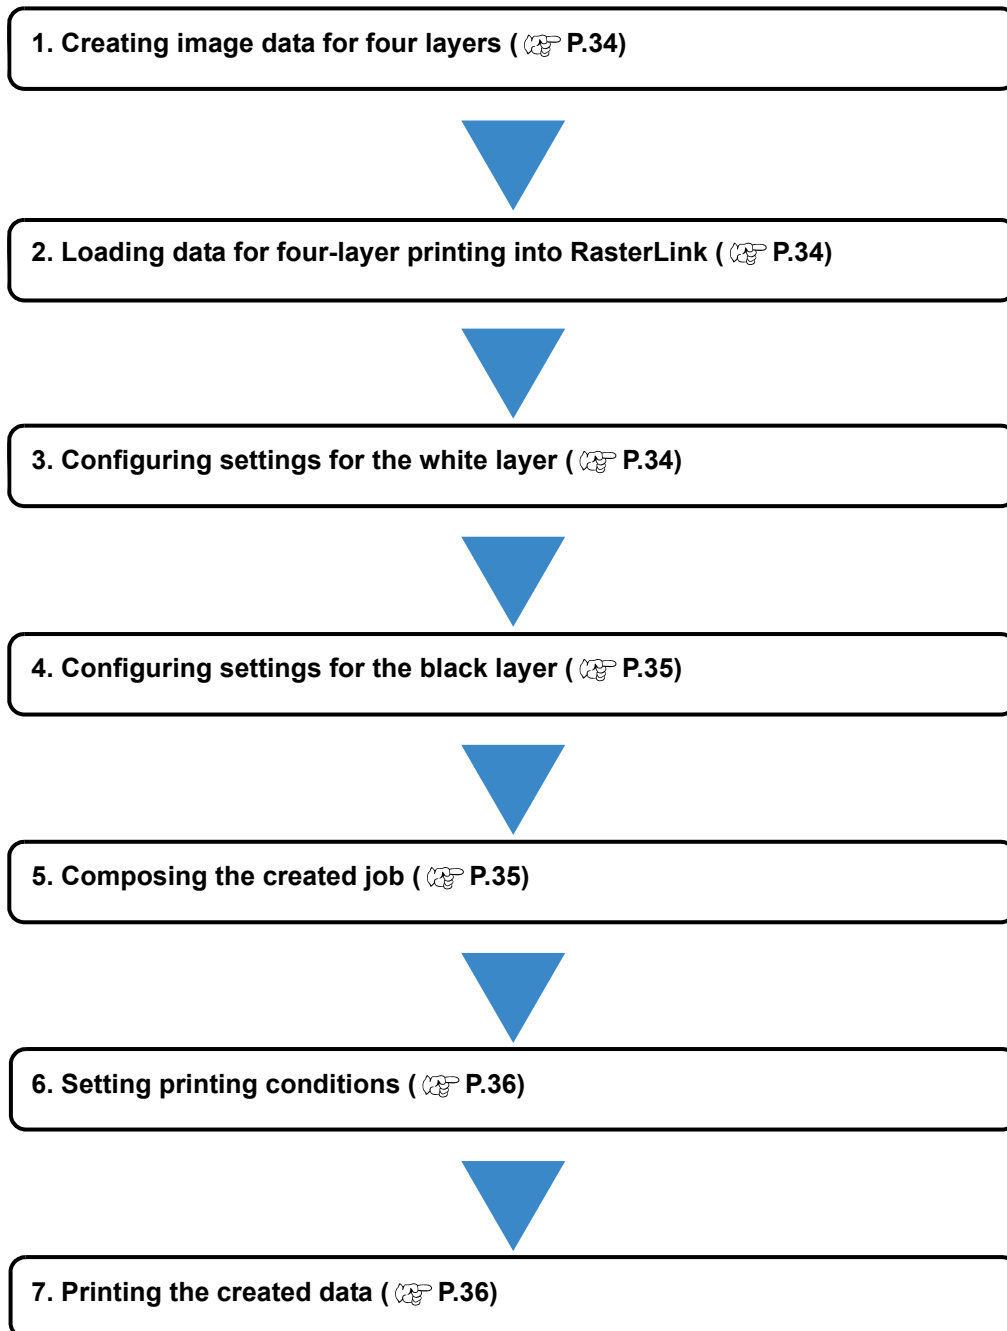 1. Creating image data for four layers ( P.34)
2. Loading data for four-layer printing into RasterLink ( P.34)
3. Configuring settings for the white layer ( P.34)
4. Configuring settings for the black layer ( P.35)
5. Composing the created job ( P.35)
6. Setting printing conditions ( P.36)
7. Printing the created data ( P.36)